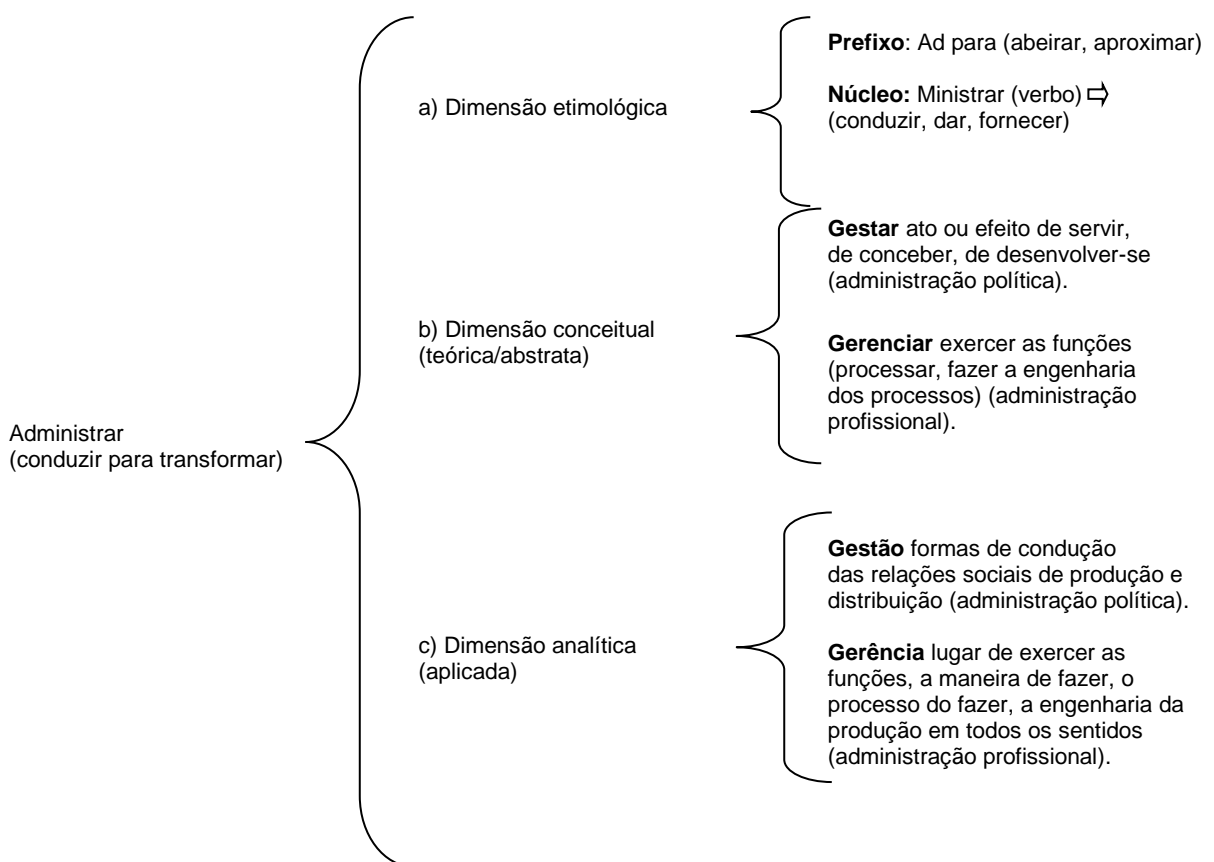 Administrar
(conduzir para transformar)
a) Dimensão etimológica
Prefixo: Ad para (abeirar, aproximar)
Núcleo: Ministrar (verbo) ⇨
(conduzir, dar, fornecer)
b) Dimensão conceitual
(teórica/abstrata)
Gestar ato ou efeito de servir,
de conceber, de desenvolver-se
(administração política).
Gerenciar exercer as funções
(processar, fazer a engenharia
dos processos) (administração
profissional).
c) Dimensão analítica
(aplicada)
Gestão formas de condução
das relações sociais de produção e
distribuição (administração política).
Gerência lugar de exercer as
funções, a maneira de fazer, o
processo do fazer, a engenharia da
produção em todos os sentidos
(administração profissional).